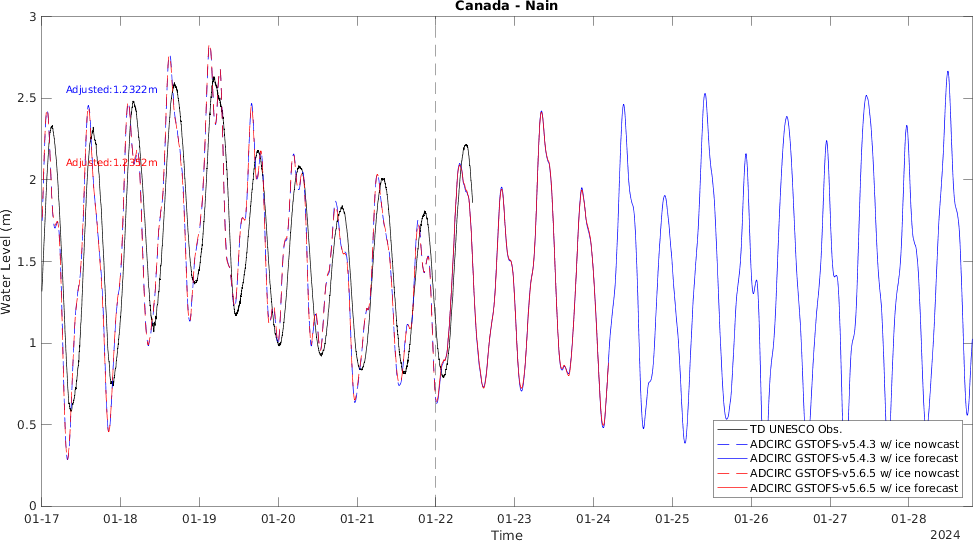 Canada - Nain
3
2.5
2
1.5
1
0.5
0
Water Level (m)
Adjusted:1.2322m
Adjusted:1.2352m
TD UNESCO Obs.
ADCIRC GSTOFS-v5.4.3 w/ ice nowcast
ADCIRC GSTOFS-v5.4.3 w/ ice forecast
ADCIRC GSTOFS-v5.6.5 w/ ice nowcast
ADCIRC GSTOFS-v5.6.5 w/ ice forecast
01-17 01-18 01-19 01-20 01-21 01-22 01-23 01-24 01-25 01-26 01-27 01-28
Time
2024